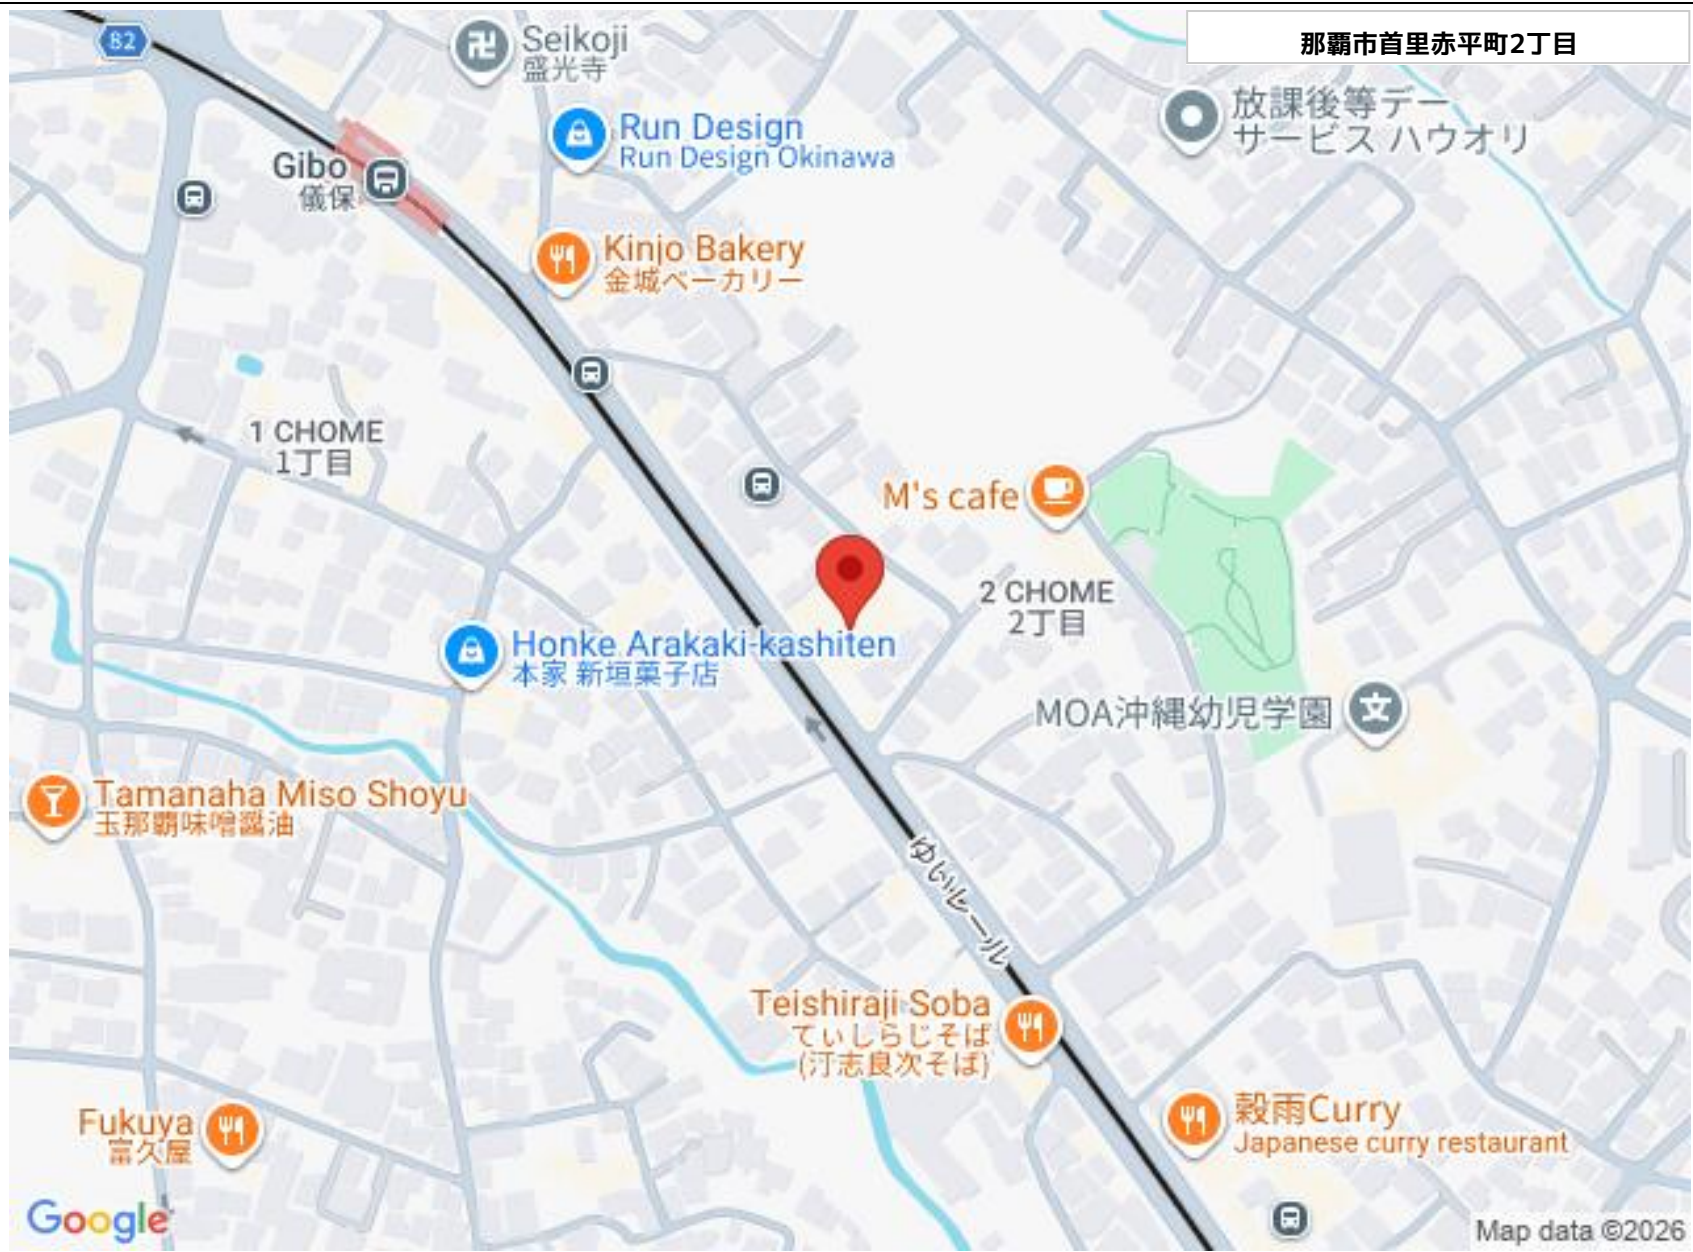 那覇市首里赤平町2丁目
82
Seikoji
盛光寺
Run Design
Run Design Okinawa
放課後等デー
サービス ハウオリ
Gibo
儀保
Kinjo Bakery
金城ベーカリー
1 CHOME
1丁目
M's cafe
2 CHOME
2丁目
Honke Arakaki-kashiten
本家 新垣菓子店
MOA沖縄幼児学園
文
Tamanaha Miso Shoyu
玉那覇味噌醤油
ゆいレール
Teishiraji Soba
てぃしらじそば
(汀志良次そば)
穀雨Curry
Japanese curry restaurant
Fukuya
富久屋
Google
Map data ©2026